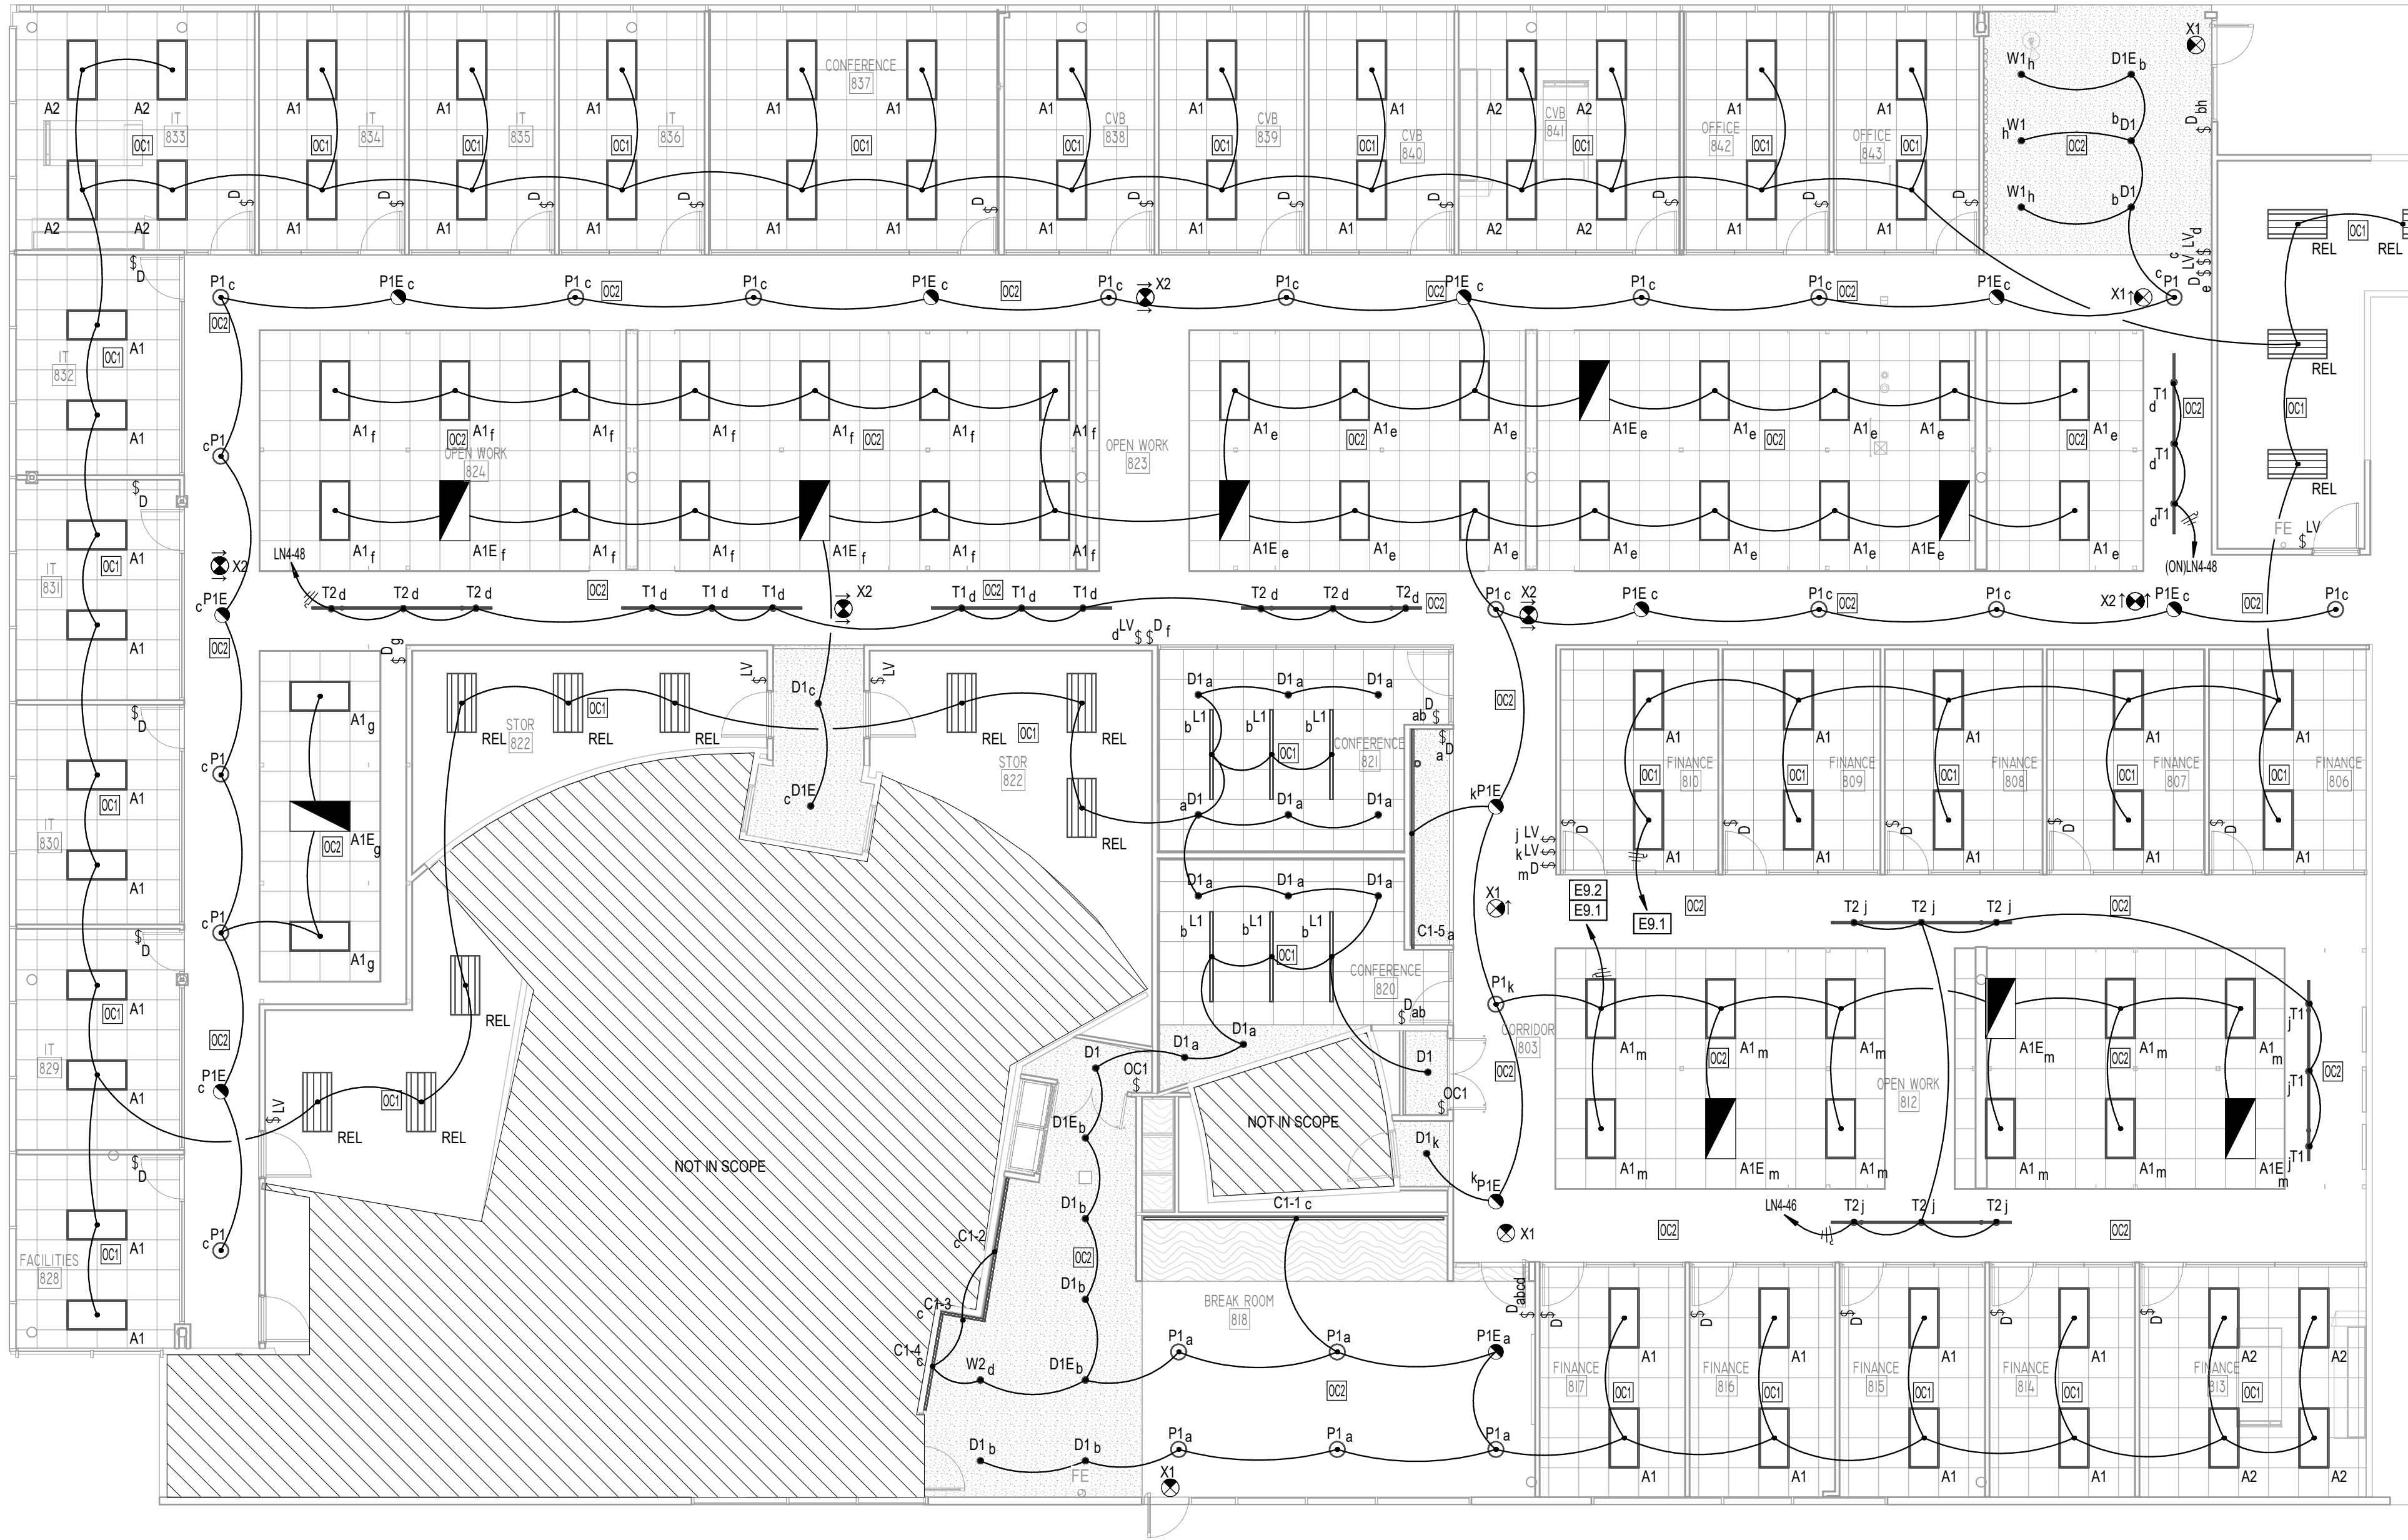 CONFERENCE
837
X1
W1 h
D1E b
A2
A2
IT
833
A1
IT
834
A1
IT
835
A1
IT
836
A1
A1
CVB
838
A1
CVB
839
A1
CVB
840
A1
A2
CVB
841
A2
OFFICE
842
A1
OFFICE
843
A1
D bh
$
OC1
OC1
OC1
OC1
OC1
OC1
OC1
OC1
OC1
OC1
OC1
h W1
OC2
b D1
D $
D $
D $
D $
D $
D $
D $
D $
D $
D $
D $
W1 h
b D1
A2
A2
A1
A1
A1
A1
A1
A1
A1
A1
A2
A2
A1
A1
OC1
REL
REL
$ D
P1 c
P1E c
P1 c
OC2
P1 c
P1E c
OC2
P1 c
X2
P1 c
OC2
P1E c
P1 c
P1 c
OC2
P1E c
X1
c P1
D LV LV d
e $ $ $ $
c
OC2
IT
832
OC1
A1
A1
REL
T1
d
OC2
T1
d
T1
d
OC1
REL
A1 f
A1 f
A1 f
A1 f
A1 f
A1 f
A1 f
OC2
OPEN WORK
824
OC2
OPEN WORK
823
A1 e
A1 e
A1 e
A1E e
A1 e
A1 e
A1 e
A1 e
OC2
OC2
OC2
c P1
$ D
FE
LV
$
A1 f
A1E f
A1 f
A1 f
A1E f
A1 f
A1 f
A1E e
A1 e
A1 e
A1 e
A1 e
A1 e
A1E e
A1 e
IT
831
OC1
A1
A1
X2
LN4-48
(ON)LN4-48
c P1E
OC2
T2 d
T2 d
T2 d
OC2
T1 d
T1 d
T1 d
X2
T1 d
T1 d
T1 d
OC2
T2 d
T2 d
T2 d
OC2
P1 c
X2
P1E c
P1 c
OC2
P1 c
X2
P1E c
OC2
P1 c
OC2
D g
$
d LV $ $ D f
$ D
LV
$
LV
$
A1 g
A1E g
OC2
A1 g
STOR
822
REL
REL
REL
OC1
D1 c
c D1E
REL
OC1
REL
STOR
822
REL
D1 a
D1 a
D1 a
b L1
b L1
b L1
OC1
CONFERENCE
821
a D1
D1 a
D1 a
ab D
$
$ D
a
OC2
k P1E
j LV $
k LV $
m D $
A1
A1
A1
A1
A1
FINANCE
810
FINANCE
809
FINANCE
808
FINANCE
807
FINANCE
806
OC1
OC1
OC1
OC1
OC1
D $
D $
D $
D $
D $
A1
A1
A1
A1
A1
IT
830
OC1
A1
A1
c P1
$ D
c P1
D1 a
D1 a
D1 a
b L1
b L1
b L1
OC1
CONFERENCE
820
C1-5 a
X1
E9.2
E9.1
E9.1
OC2
T2 j
T2 j
T2 j
OC2
D ab
$
P1 k
CORRIDOR
803
OC2
IT
829
OC1
A1
A1
OC2
$ D
REL
D1 a
D1 a
D1
D1
OC1
$
OC1
$
A1 m
A1 m
A1 m
A1E m
A1 m
A1 m
OC2
OC2
OPEN WORK
812
j T1
j T1
OC2
j T1
c P1E
$ LV
OC1
REL
REL
D1E b
NOT IN SCOPE
NOT IN SCOPE
D1 k
k P1E
A1 m
A1E m
A1 m
A1 m
A1 m
A1E m
c P1
$ D
D1 b
C1-1 c
X1
LN4-46
T2 j
T2 j
T2 j
OC2
OC2
FACILITIES
828
OC1
A1
A1
c C1-2
OC2
C1-3
c
D1 b
BREAK ROOM
818
D abcd
$
C1-4
c
W2 d
D1E b
P1 a
P1 a
P1E a
OC2
D $
D $
D $
D $
D $
A1
A1
A1
A1
A2
A2
FINANCE
817
FINANCE
816
FINANCE
815
FINANCE
814
FINANCE
813
OC1
OC1
OC1
OC1
OC1
D1 b
D1 b
P1 a
P1 a
P1 a
FE
X1
A1
A1
A1
A1
A2
A2